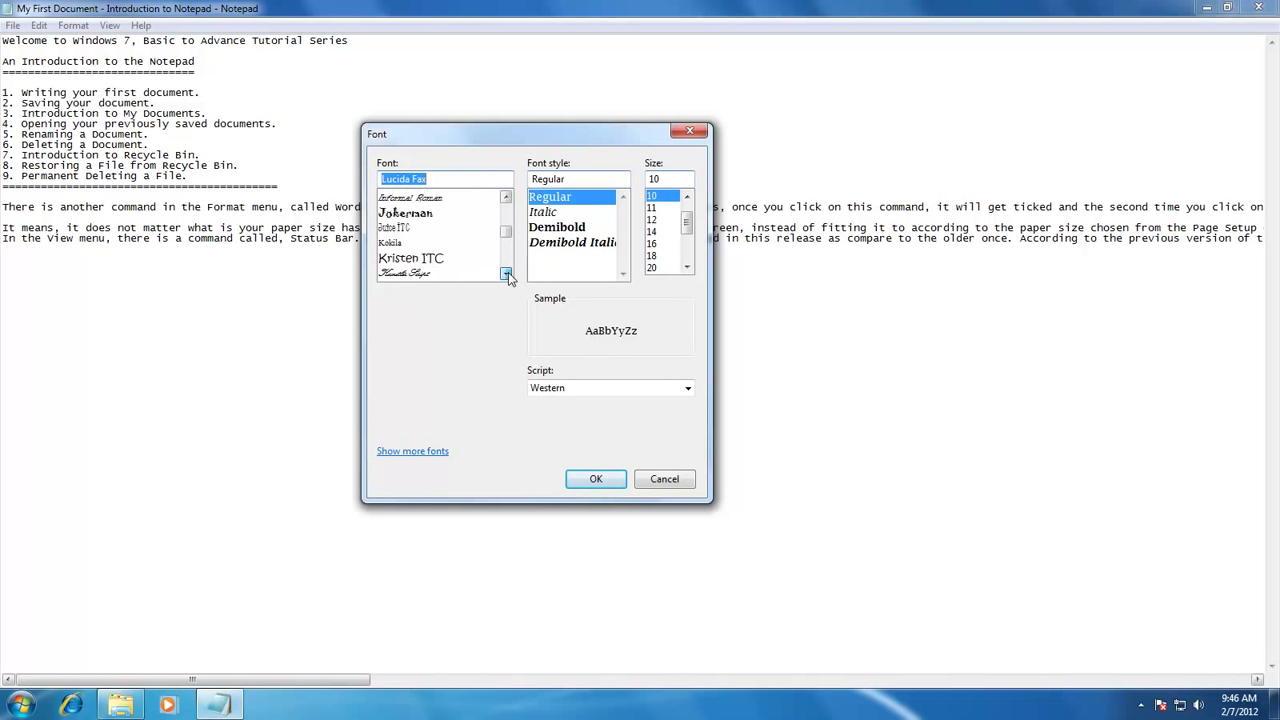 My First Document - Introduction to Notepad - Notepad
File Edit Format View Help
Welcome to Windows 7, Basic to Advance Tutorial Series
An Introduction to the Notepad
==============================
1. Writing your first document.
2. Saving your document.
3. Introduction to My Documents.
4. Opening your previously saved documents.
5. Renaming a Document.
6. Deleting a Document.
7. Introduction to Recycle Bin.
8. Restoring a File from Recycle Bin.
9. Permanent Deleting a File.
===========================================
There is another command in the Format menu, called Word , once you click on this command, it will get ticked and the second time you click on
It means, it does not matter what is your paper size has een, instead of fitting it to according to the paper size chosen from the Page Setup
In the View menu, there is a command called, Status Bar. d in this release as compare to the older once. According to the previous version of t
Font
Font: Font style: Size:
Lucida Fax Regular 10
Informal Roman Regular 10
Jokerman Italic 11
Juice ITC Demibold 12
Kokila Demibold Italic 14
Kristen ITC 16
Kunstler Script 18
20
Sample
AaBbYyZz
Script:
Western
Show more fonts
OK Cancel
9:46 AM
2/7/2012